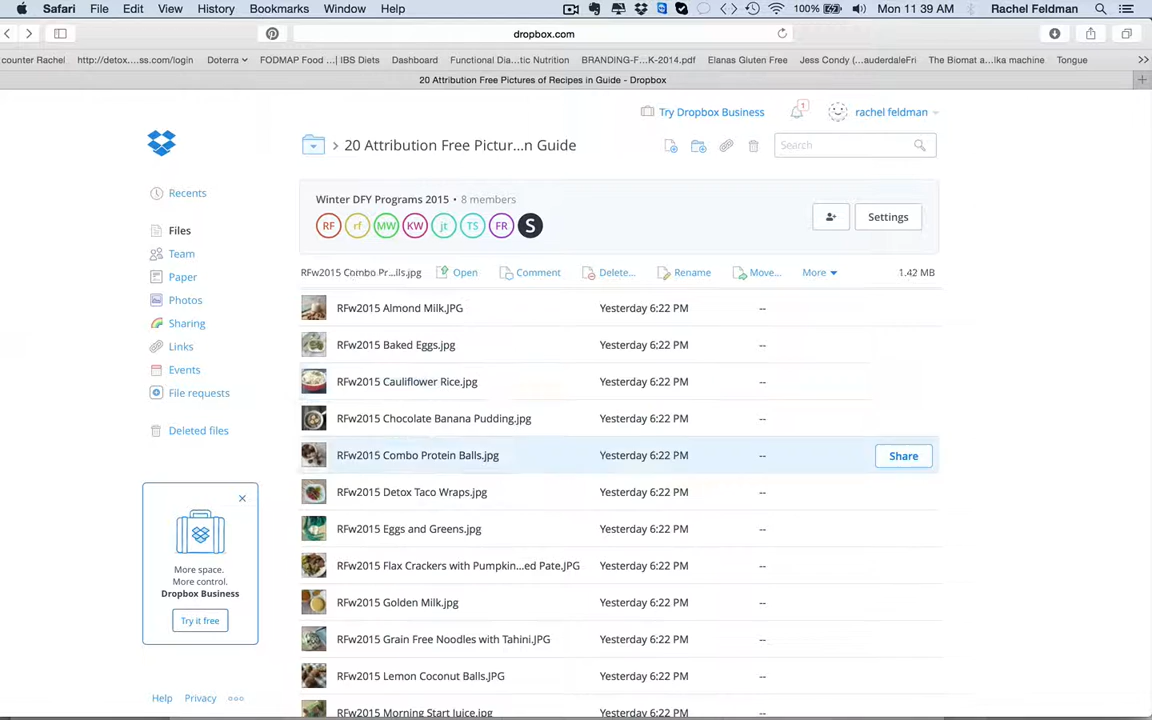 Safari File Edit View History Bookmarks Window Help 100% Mon 11:39 AM Rachel Feldman
dropbox.com
counter Rachel http://detox....ss.com/login Doterra FODMAP Food ...| IBS Diets Dashboard Functional Dia...tic Nutrition BRANDING-F...K-2014.pdf Elanas Gluten Free Jess Condy (...auderdaleFri The Biomat a...lka machine Tongue
20 Attribution Free Pictures of Recipes in Guide - Dropbox
1
Try Dropbox Business rachel feldman
20 Attribution Free Pictur...n Guide Search
Recents
Files
Team
Paper
Photos
Sharing
Links
Events
File requests
Deleted files
Winter DFY Programs 2015 • 8 members
RF rf MW KW jt TS FR S
Settings
RFw2015 Combo Pr...lls.jpg Open Comment Delete... Rename Move... More 1.42 MB
RFw2015 Almond Milk.JPG Yesterday 6:22 PM --
RFw2015 Baked Eggs.jpg Yesterday 6:22 PM --
RFw2015 Cauliflower Rice.jpg Yesterday 6:22 PM --
RFw2015 Chocolate Banana Pudding.jpg Yesterday 6:22 PM --
RFw2015 Combo Protein Balls.jpg Yesterday 6:22 PM -- Share
RFw2015 Detox Taco Wraps.jpg Yesterday 6:22 PM --
RFw2015 Eggs and Greens.jpg Yesterday 6:22 PM --
RFw2015 Flax Crackers with Pumpkin...ed Pate.JPG Yesterday 6:22 PM --
RFw2015 Golden Milk.jpg Yesterday 6:22 PM --
RFw2015 Grain Free Noodles with Tahini.JPG Yesterday 6:22 PM --
RFw2015 Lemon Coconut Balls.JPG Yesterday 6:22 PM --
RFw2015 Morning Start Juice.jpg Yesterday 6:22 PM --
More space.
More control.
Dropbox Business
Try it free
Help Privacy